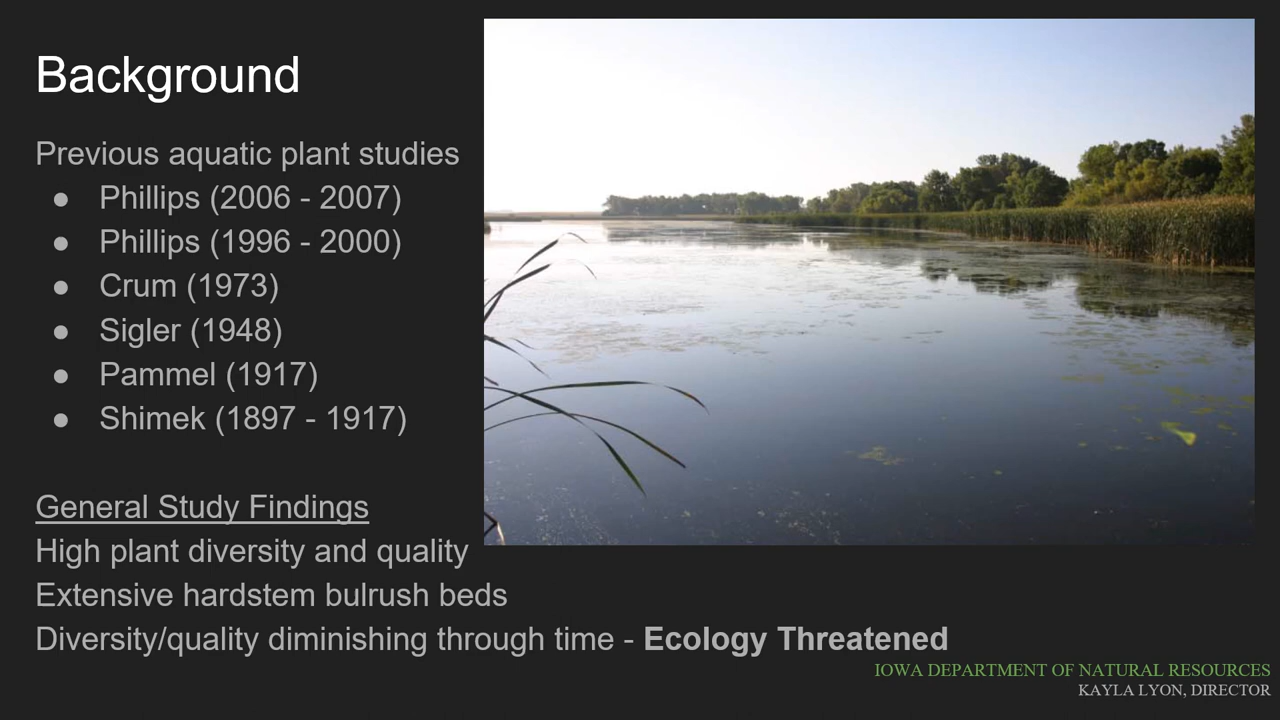 Background
Previous aquatic plant studies
● Phillips (2006 - 2007)
● Phillips (1996 - 2000)
● Crum (1973)
● Sigler (1948)
● Pammel (1917)
● Shimek (1897 - 1917)
General Study Findings
High plant diversity and quality
Extensive hardstem bulrush beds
Diversity/quality diminishing through time - Ecology Threatened
IOWA DEPARTMENT OF NATURAL RESOURCES
KAYLA LYON, DIRECTOR